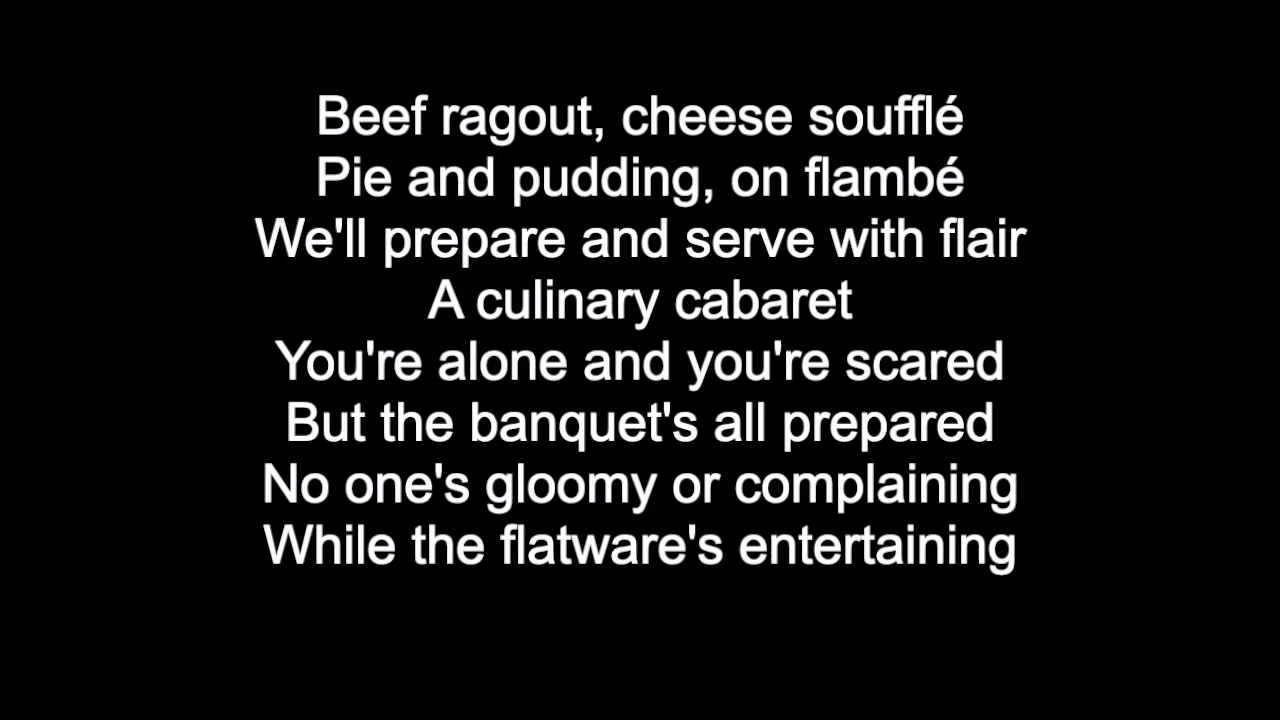 Beef ragout, cheese soufflé
Pie and pudding, on flambé
We'll prepare and serve with flair
A culinary cabaret
You're alone and you're scared
But the banquet's all prepared
No one's gloomy or complaining
While the flatware's entertaining